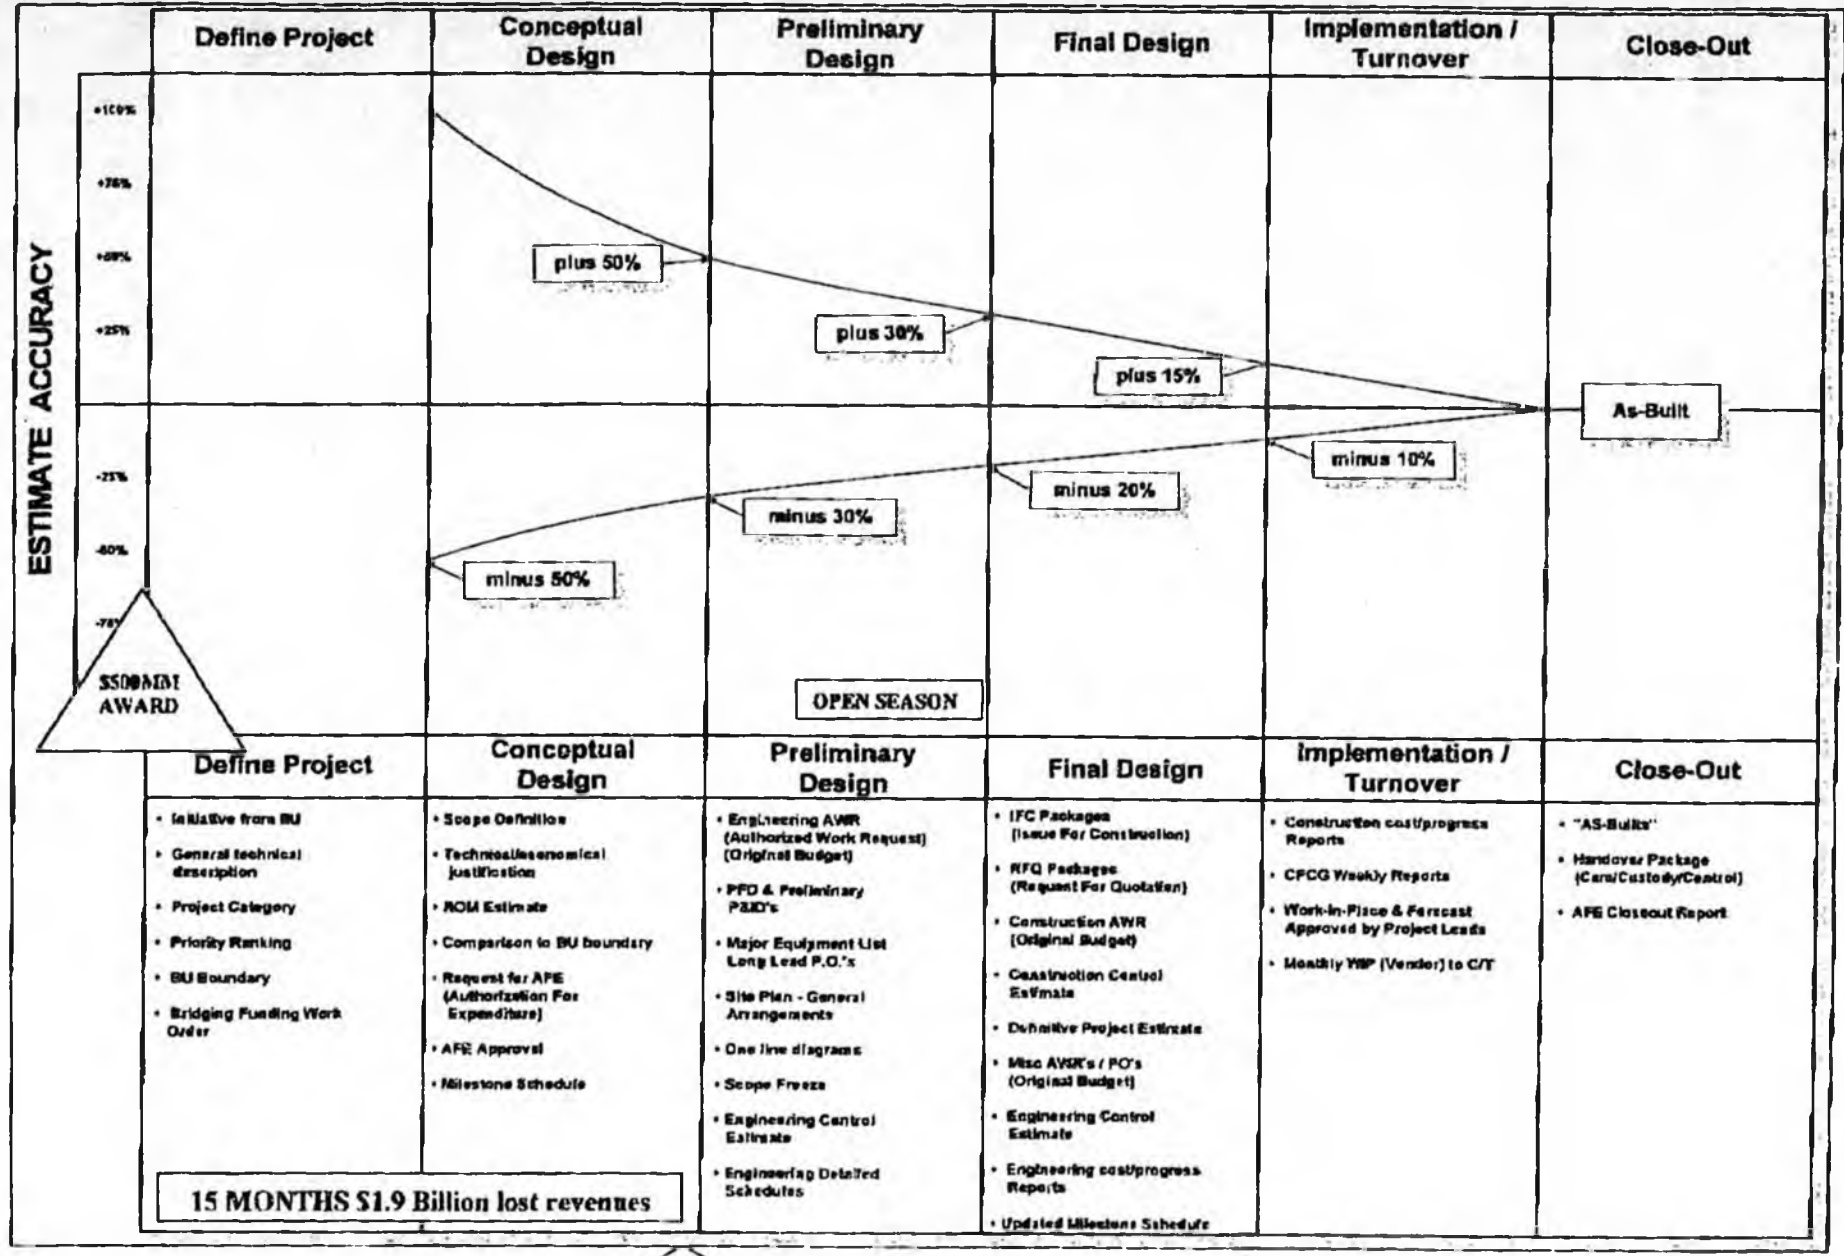 Define Project
Conceptual
Design
Preliminary
Design
Final Design
Implementation /
Turnover
Close-Out
ESTIMATE ACCURACY
+100%
+75%
+50%
+25%
-25%
-50%
-75%
plus 50%
plus 30%
plus 15%
As-Built
minus 10%
minus 20%
minus 30%
minus 50%
$500MM
AWARD
OPEN SEASON
Define Project
Conceptual
Design
Preliminary
Design
Final Design
Implementation /
Turnover
Close-Out
• Initiative from BU
• General technical
description
• Project Category
• Priority Ranking
• BU Boundary
• Bridging Funding Work
Order
• Scope Definition
• Technical/economical
justification
• ROM Estimate
• Comparison to BU boundary
• Request for AFE
(Authorization For
Expenditure)
• AFE Approval
• Milestone Schedule
• Engineering AWR
(Authorized Work Request)
(Original Budget)
• PFD & Preliminary
P&ID's
• Major Equipment List
Long Lead P.O.'s
• Site Plan - General
Arrangements
• One line diagrams
• Scope Freeze
• Engineering Control
Estimate
• Engineering Detailed
Schedules
• IFC Packages
(Issue For Construction)
• RFQ Packages
(Request For Quotation)
• Construction AWR
(Original Budget)
• Construction Control
Estimate
• Definitive Project Estimate
• Misc AWR's / PO's
(Original Budget)
• Engineering Control
Estimate
• Engineering cost/progress
Reports
• Updated Milestone Schedule
• Construction cost/progress
Reports
• CPCG Weekly Reports
• Work-In-Place & Forecast
Approved by Project Leads
• Monthly WIP (Vendor) to C/T
• "AS-Builts"
• Handover Package
(Care/Custody/Control)
• AFE Closeout Report
15 MONTHS $1.9 Billion lost revenues